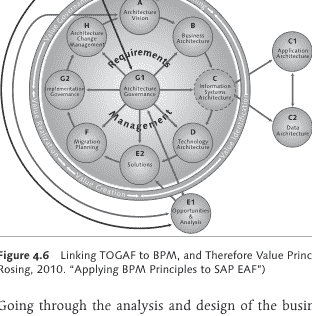 A
Architecture
Vision
H
Architecture
Change
Management
B
Business
Architecture
C1
Application
Architecture
Requirements
G2
Implementation
Governance
G1
Architecture
Governance
C
Information
Systems
Architecture
Management
C2
Data
Architecture
F
Migration
Planning
E2
Solutions
D
Technology
Architecture
Value Identification
Value Creation
E1
Opportunities
&
Analysis
Figure 4.6 Linking TOGAF to BPM, and Therefore Value Princ
Rosing, 2010. “Applying BPM Principles to SAP EAF”)
Going through the analysis and design of the busin